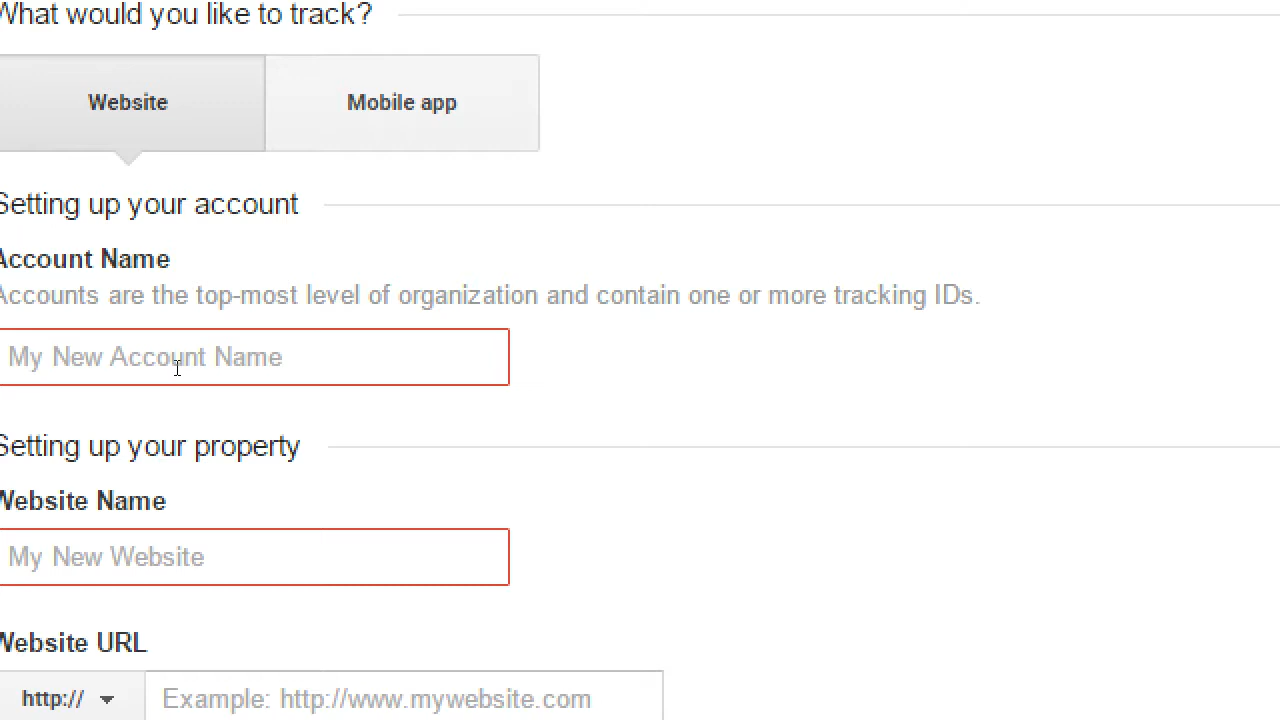 What would you like to track?
Website
Mobile app
Setting up your account
Account Name
Accounts are the top-most level of organization and contain one or more tracking IDs.
My New Account Name
Setting up your property
Website Name
My New Website
Website URL
http://
Example: http://www.mywebsite.com